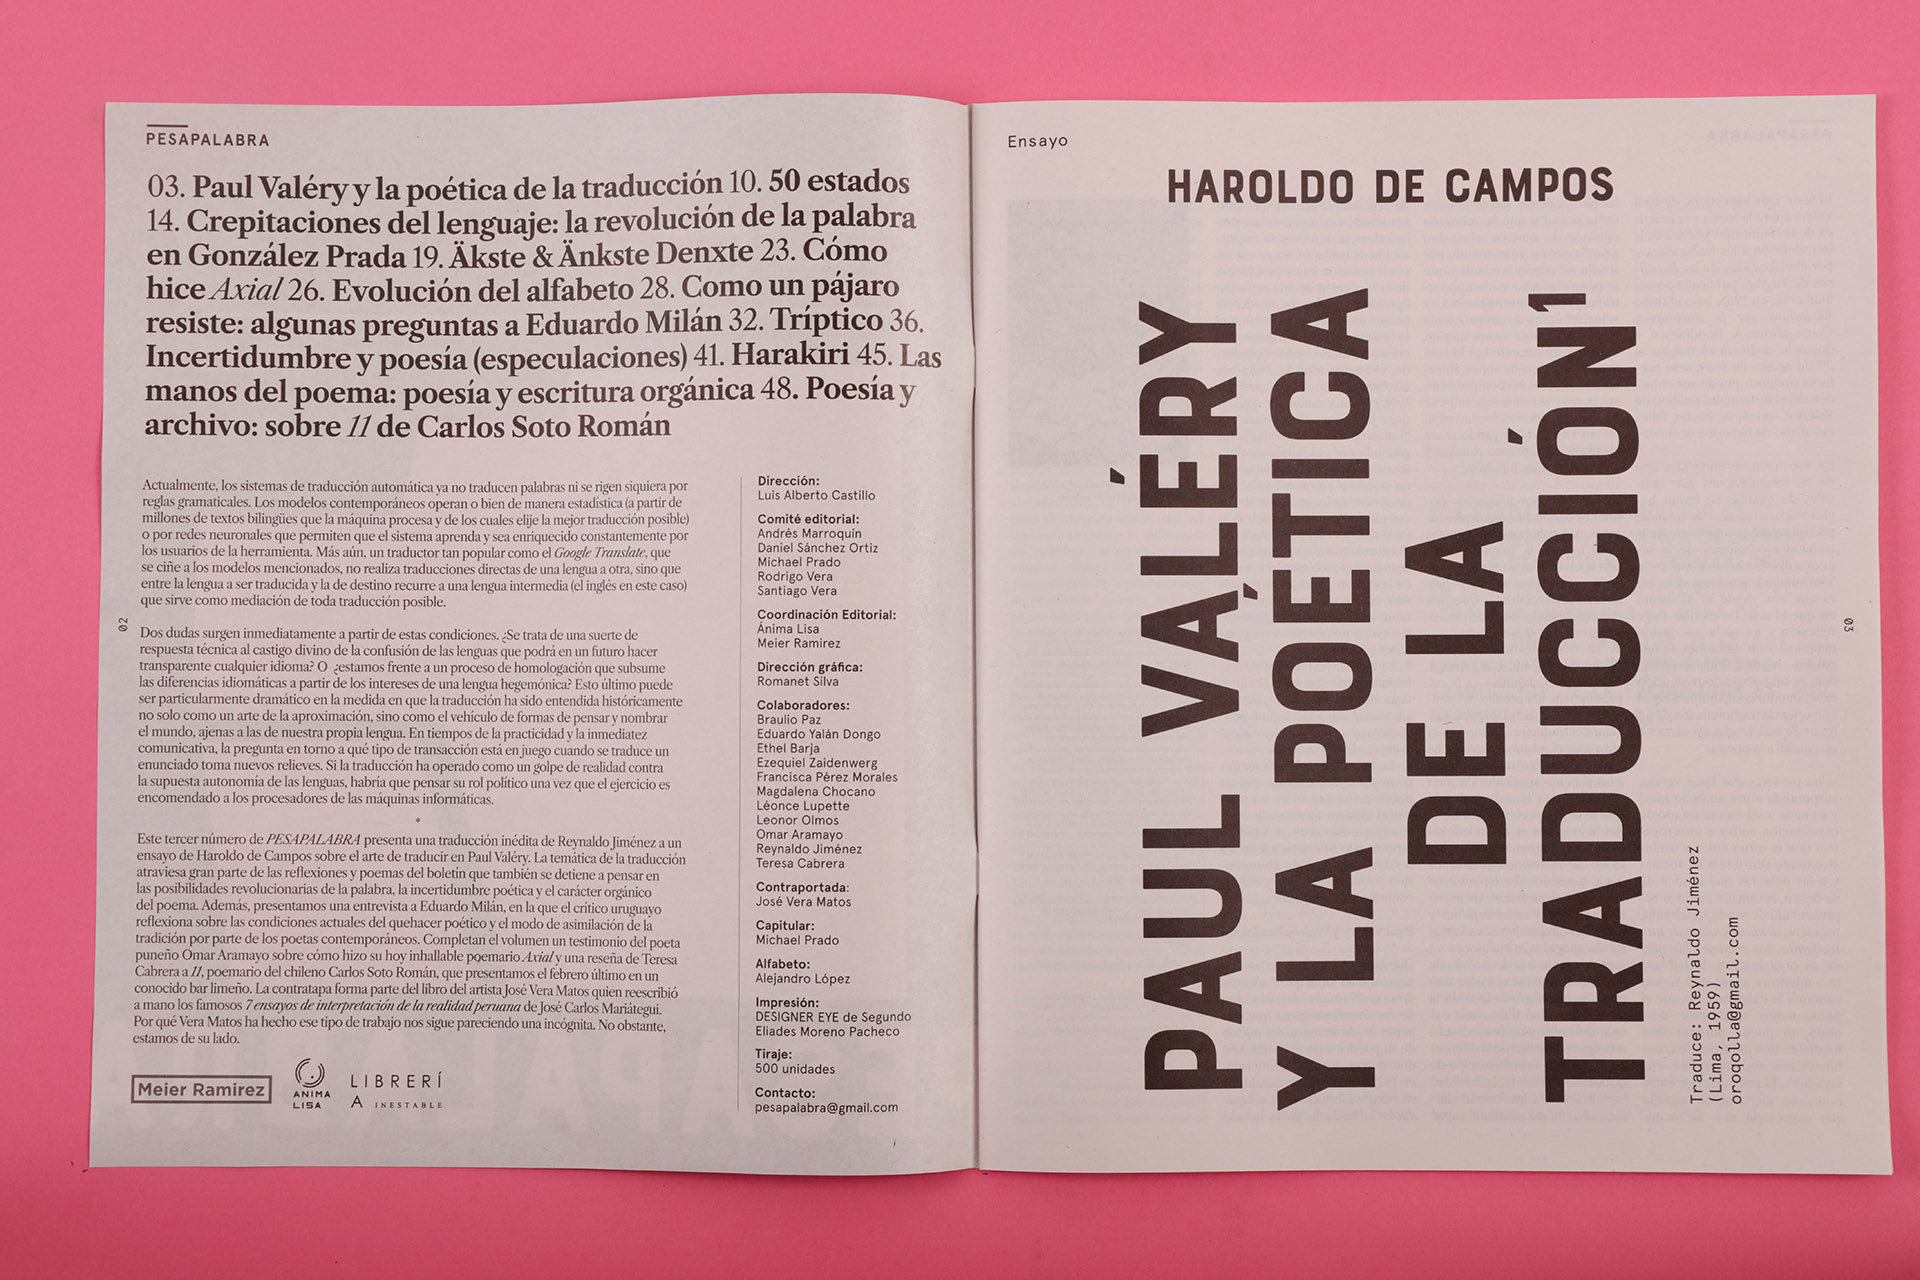 PESAPALABRA
03. Paul Valéry y la poética de la traducción 10. 50 estados
14. Crepitaciones del lenguaje: la revolución de la palabra
en González Prada 19. Äkste & Änkste Denxte 23. Cómo
hice Axial 26. Evolución del alfabeto 28. Como un pájaro
resiste: algunas preguntas a Eduardo Milán 32. Tríptico 36.
Incertidumbre y poesía (especulaciones) 41. Harakiri 45. Las
manos del poema: poesía y escritura orgánica 48. Poesía y
archivo: sobre 11 de Carlos Soto Román
Actualmente, los sistemas de traducción automática ya no traducen palabras ni se rigen siquiera por
reglas gramaticales. Los modelos contemporáneos operan o bien de manera estadística (a partir de
millones de textos bilingües que la máquina procesa y de los cuales elije la mejor traducción posible)
o por redes neuronales que permiten que el sistema aprenda y sea enriquecido constantemente por
los usuarios de la herramienta. Más aún, un traductor tan popular como el Google Translate, que
se ciñe a los modelos mencionados, no realiza traducciones directas de una lengua a otra, sino que
entre la lengua a ser traducida y la de destino recurre a una lengua intermedia (el inglés en este caso)
que sirve como mediación de toda traducción posible.
Dos dudas surgen inmediatamente a partir de estas condiciones. ¿Se trata de una suerte de
respuesta técnica al castigo divino de la confusión de las lenguas que podrá en un futuro hacer
transparente cualquier idioma? O ¿estamos frente a un proceso de homologación que subsume
las diferencias idiomáticas a partir de los intereses de una lengua hegemónica? Esto último puede
ser particularmente dramático en la medida en que la traducción ha sido entendida históricamente
no solo como un arte de la aproximación, sino como el vehículo de formas de pensar y nombrar
el mundo, ajenas a las de nuestra propia lengua. En tiempos de la practicidad y la inmediatez
comunicativa, la pregunta en torno a qué tipo de transacción está en juego cuando se traduce un
enunciado toma nuevos relieves. Si la traducción ha operado como un golpe de realidad contra
la supuesta autonomía de las lenguas, habría que pensar su rol político una vez que el ejercicio es
encomendado a los procesadores de las máquinas informáticas.
*
Este tercer número de PESAPALABRA presenta una traducción inédita de Reynaldo Jiménez a un
ensayo de Haroldo de Campos sobre el arte de traducir en Paul Valéry. La temática de la traducción
atraviesa gran parte de las reflexiones y poemas del boletín que también se detiene a pensar en
las posibilidades revolucionarias de la palabra, la incertidumbre poética y el carácter orgánico
del poema. Además, presentamos una entrevista a Eduardo Milán, en la que el crítico uruguayo
reflexiona sobre las condiciones actuales del quehacer poético y el modo de asimilación de la
tradición por parte de los poetas contemporáneos. Completan el volumen un testimonio del poeta
puneño Omar Aramayo sobre cómo hizo su hoy inhallable poemario Axial y una reseña de Teresa
Cabrera a 11, poemario del chileno Carlos Soto Román, que presentamos el febrero último en un
conocido bar limeño. La contratapa forma parte del libro del artista José Vera Matos quien reescribió
a mano los famosos 7 ensayos de interpretación de la realidad peruana de José Carlos Mariátegui.
Por qué Vera Matos ha hecho ese tipo de trabajo nos sigue pareciendo una incógnita. No obstante,
estamos de su lado.
Meier Ramirez
ANIMA
LISA
LIBRERÍ
A INESTABLE
02
Dirección:
Luis Alberto Castillo
Comité editorial:
Andrés Marroquín
Daniel Sánchez Ortiz
Michael Prado
Rodrigo Vera
Santiago Vera
Coordinación Editorial:
Ánima Lisa
Meier Ramirez
Dirección gráfica:
Romanet Silva
Colaboradores:
Braulio Paz
Eduardo Yalán Dongo
Ethel Barja
Ezequiel Zaidenwerg
Francisca Pérez Morales
Magdalena Chocano
Léonce Lupette
Leonor Olmos
Omar Aramayo
Reynaldo Jiménez
Teresa Cabrera
Contraportada:
José Vera Matos
Capitular:
Michael Prado
Alfabeto:
Alejandro López
Impresión:
DESIGNER EYE de Segundo
Eliades Moreno Pacheco
Tiraje:
500 unidades
Contacto:
pesapalabra@gmail.com
Ensayo
HAROLDO DE CAMPOS
PAUL VALÉRY
Y LA POÉTICA
DE LA
TRADUCCIÓN1
Traduce: Reynaldo Jiménez
(Lima, 1959)
oroqolla@gmail.com
03